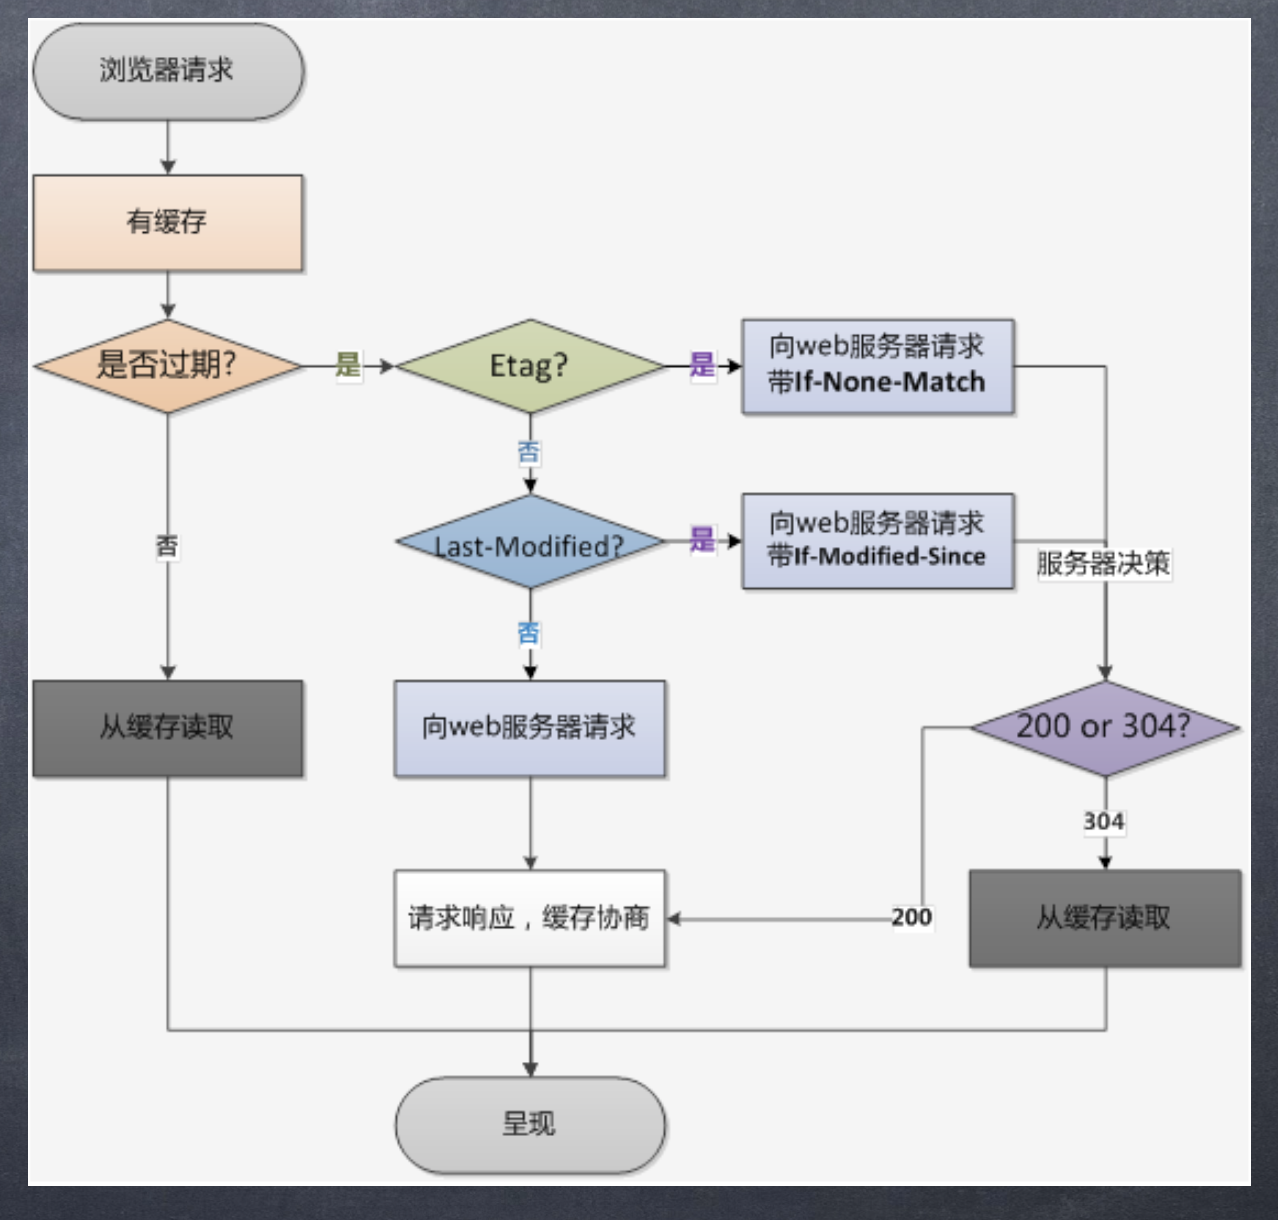 浏览器请求
有缓存
是否过期?
是
Etag?
是
向web服务器请求
带If-None-Match
否
否
Last-Modified?
是
向web服务器请求
带If-Modified-Since
服务器决策
否
从缓存读取
向web服务器请求
200 or 304?
304
请求响应，缓存协商
200
从缓存读取
呈现